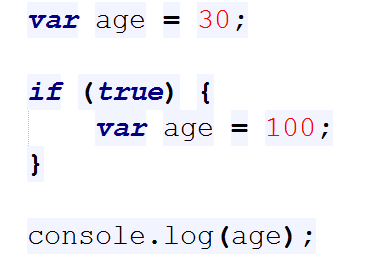 var age = 30;
if (true) {
var age = 100;
}
console.log(age);